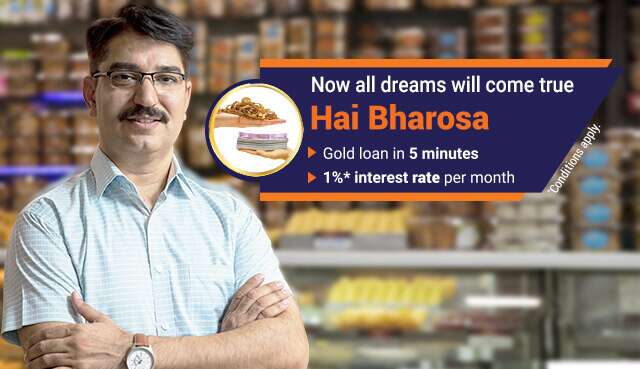 Now all dreams will come true
Hai Bharosa
Gold loan in 5 minutes
1%* interest rate per month
*Conditions apply.